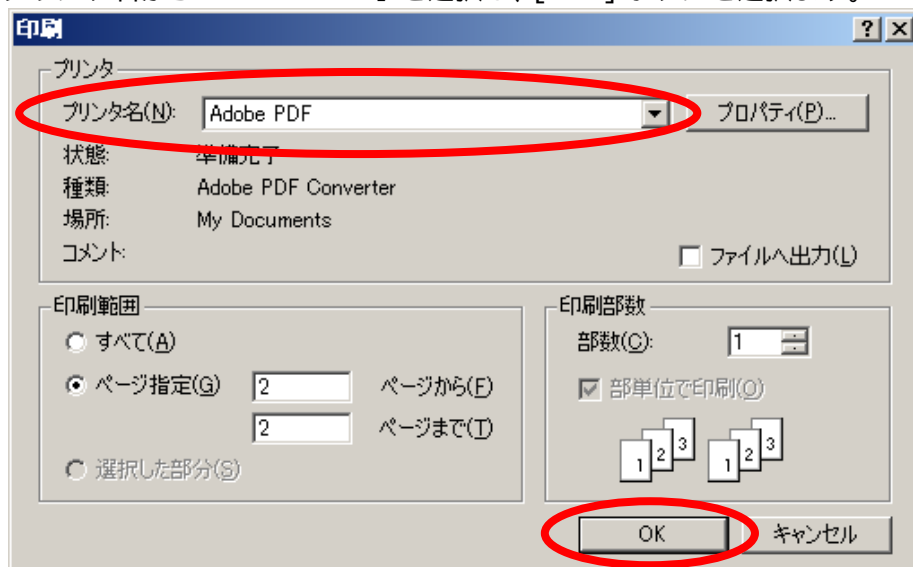 印刷
プリンタ
プリンタ名(N): Adobe PDF プロパティ(P)...
状態: 準備完了
種類: Adobe PDF Converter
場所: My Documents
コメント: ファイルへ出力(L)
印刷範囲
すべて(A)
ページ指定(G) 2 ページから(F)
2 ページまで(T)
選択した部分(S)
印刷部数
部数(C): 1
部単位で印刷(O)
1 2 3 1 2 3
OK キャンセル